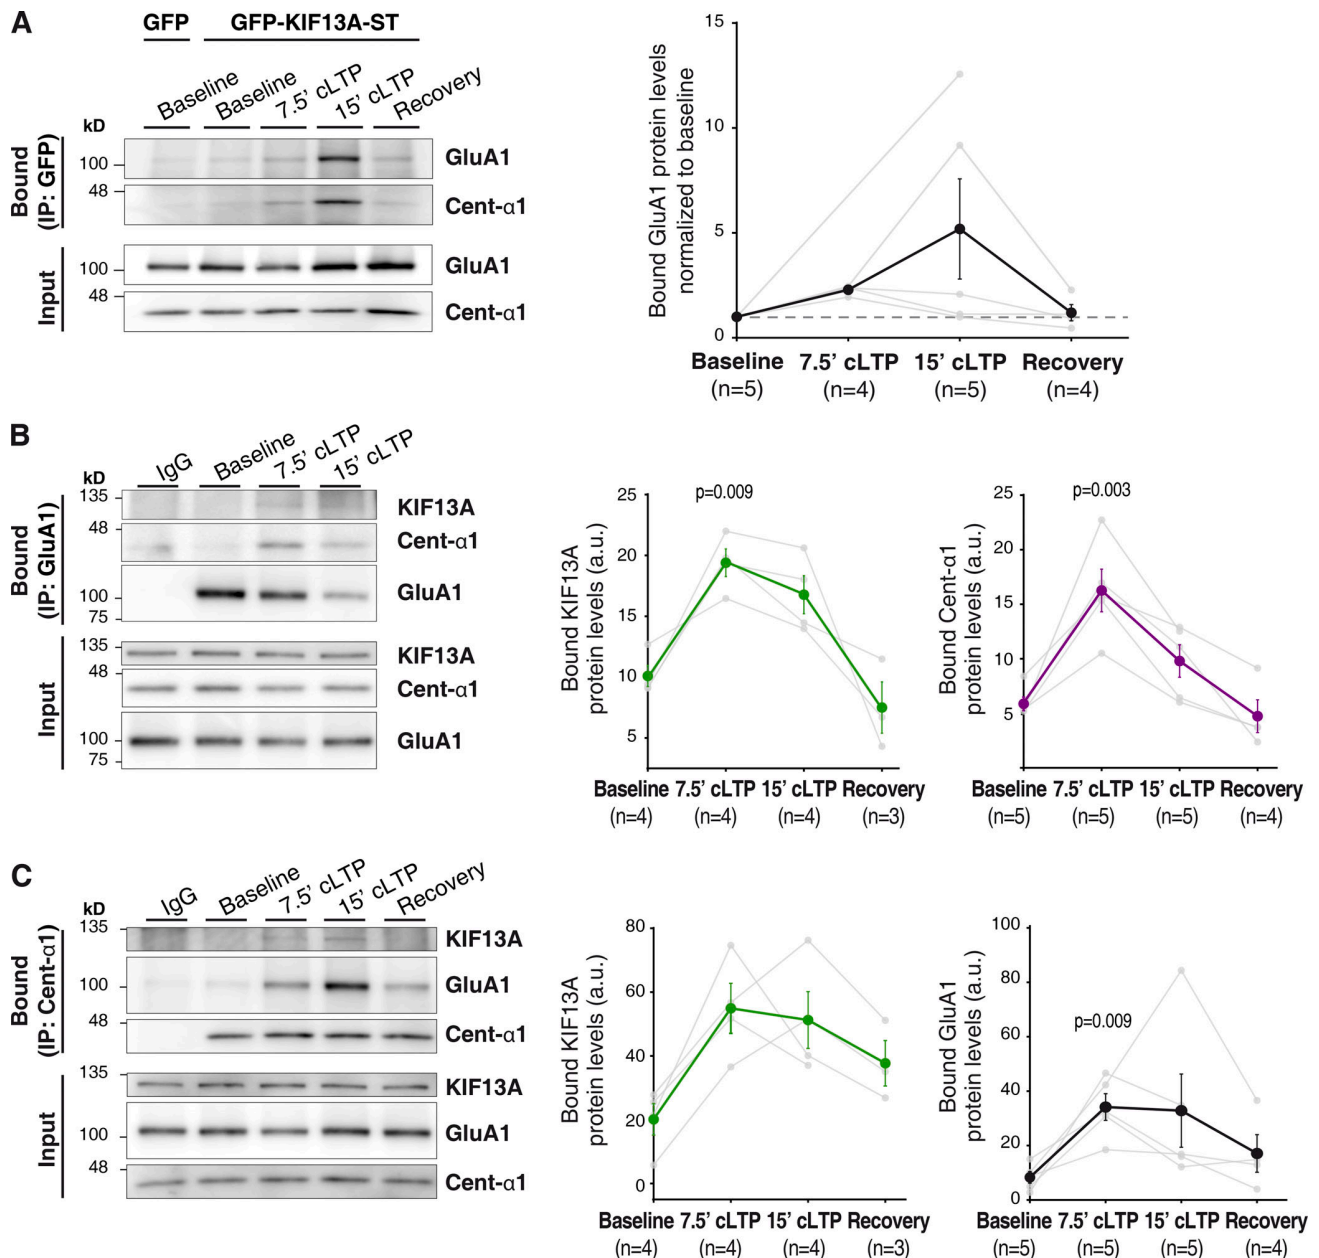 A
GFP GFP-KIF13A-ST
Baseline Baseline 7.5' cLTP 15' cLTP Recovery
kD
Bound (IP: GFP)
100 GluA1
48 Cent-α1
Input
100 GluA1
48 Cent-α1
Bound GluA1 protein levels
normalized to baseline
15
10
5
0
Baseline 7.5' cLTP 15' cLTP Recovery
(n=5) (n=4) (n=5) (n=4)
B
IgG Baseline 7.5' cLTP 15' cLTP
kD
Bound (IP: GluA1)
135 KIF13A
48 Cent-α1
100 GluA1
75
Input
135 KIF13A
48 Cent-α1
100 GluA1
75
Bound KIF13A
protein levels (a.u.)
p=0.009
25
20
15
10
5
Baseline 7.5' cLTP 15' cLTP Recovery
(n=4) (n=4) (n=4) (n=3)
Bound Cent-α1
protein levels (a.u.)
p=0.003
25
20
15
10
5
Baseline 7.5' cLTP 15' cLTP Recovery
(n=5) (n=5) (n=5) (n=4)
C
IgG Baseline 7.5' cLTP 15' cLTP Recovery
kD
Bound (IP: Cent-α1)
135 KIF13A
100 GluA1
48 Cent-α1
Input
135 KIF13A
100 GluA1
48 Cent-α1
Bound KIF13A
protein levels (a.u.)
80
60
40
20
0
Baseline 7.5' cLTP 15' cLTP Recovery
(n=4) (n=4) (n=4) (n=3)
Bound GluA1
protein levels (a.u.)
p=0.009
100
80
60
40
20
0
Baseline 7.5' cLTP 15' cLTP Recovery
(n=5) (n=5) (n=5) (n=4)